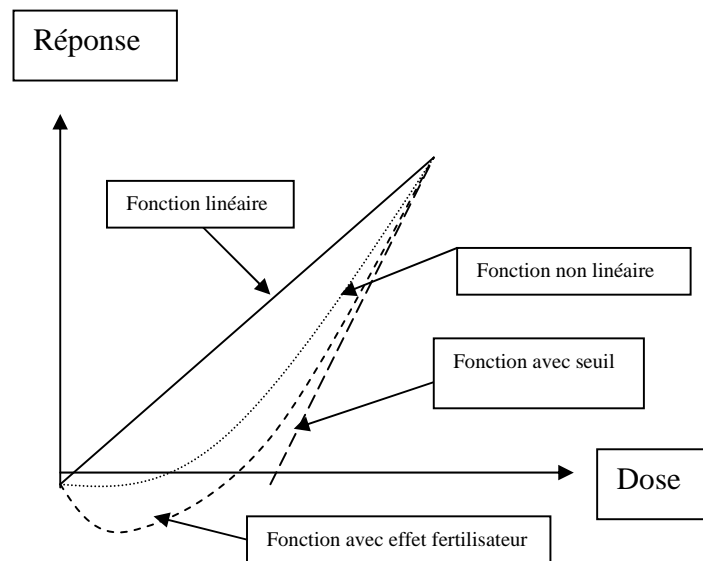 Réponse
Fonction linéaire
Fonction non linéaire
Fonction avec seuil
Dose
Fonction avec effet fertilisateur